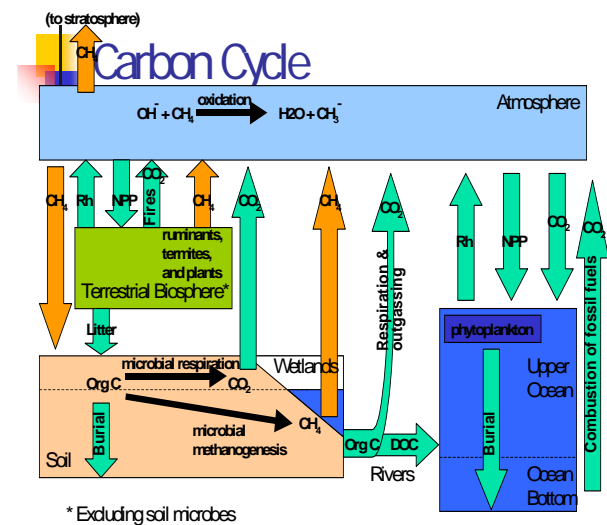 (to stratosphere)
CH4
Carbon Cycle
Atmosphere
oxidation
OH- + CH4
H2O + CH3-
CH4
Rh
NPP
Fires
CO2
CH4
CO2
CH4
CO2
Rh
NPP
CO2
CO2
Combustion of fossil fuels
ruminants,
termites,
and plants
Terrestrial Biosphere*
Litter
Respiration &
outgassing
phytoplankton
microbial respiration
Wetlands
Org C
CO2
Upper
Ocean
Burial
microbial
methanogenesis
CH4
Org C
DOC
Burial
Soil
Rivers
Ocean
Bottom
* Excluding soil microbes